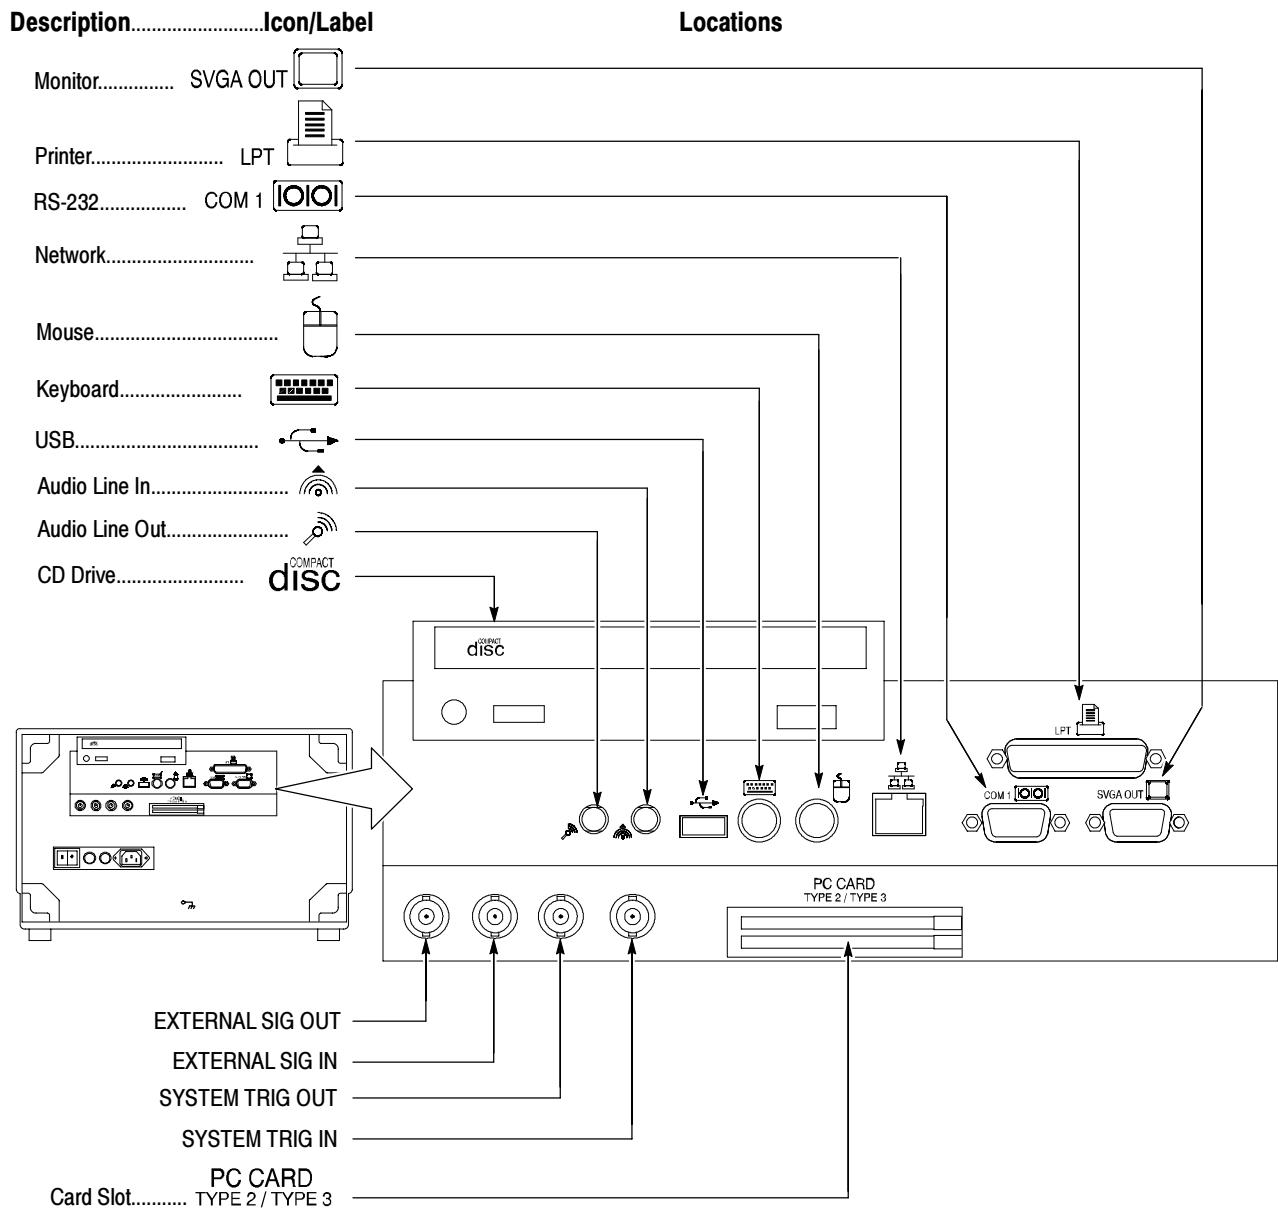 Description..........................Icon/Label Locations
Monitor............... SVGA OUT
Printer.......................... LPT
RS-232................. COM 1 IOIOI
Network.............................
Mouse....................................
Keyboard........................
USB....................................
Audio Line In...........................
Audio Line Out........................
CD Drive......................... COMPACT disc
COMPACT
disc
LPT
COM 1 IOIOI
SVGA OUT
PC CARD
TYPE 2 / TYPE 3
EXTERNAL SIG OUT
EXTERNAL SIG IN
SYSTEM TRIG OUT
SYSTEM TRIG IN
Card Slot........... PC CARD
TYPE 2 / TYPE 3